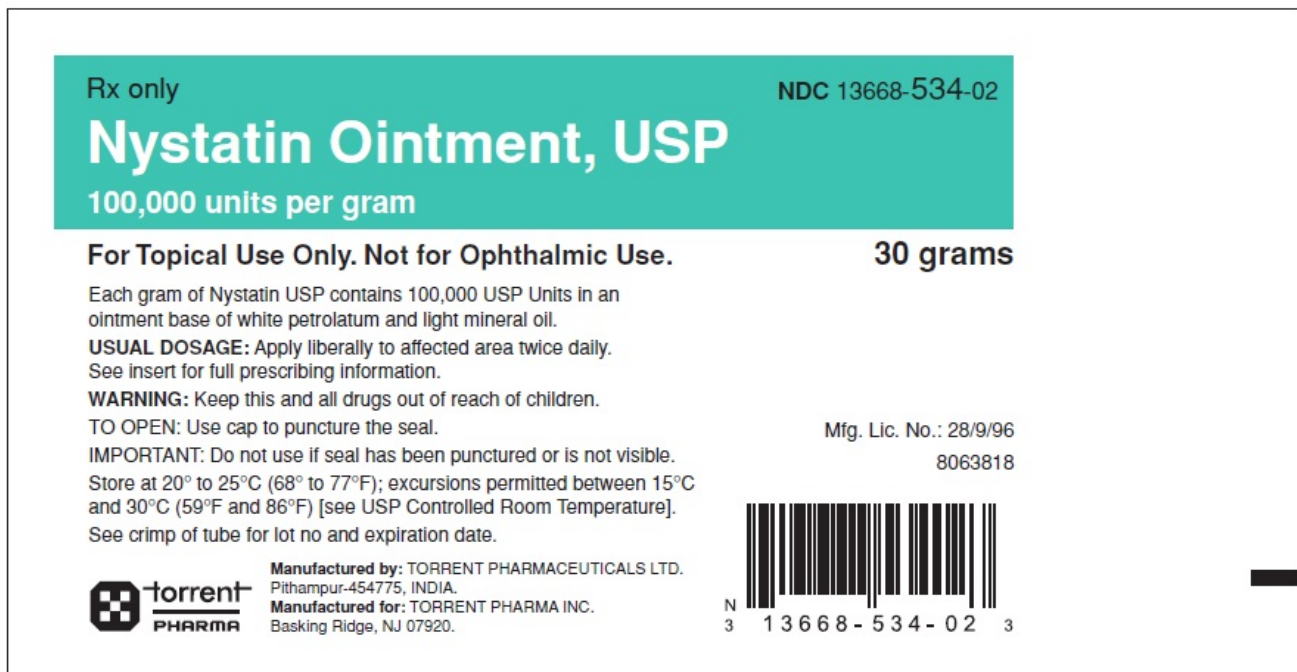 Rx only
NDC 13668-534-02
Nystatin Ointment, USP
100,000 units per gram
For Topical Use Only. Not for Ophthalmic Use.
30 grams
Each gram of Nystatin USP contains 100,000 USP Units in an
ointment base of white petrolatum and light mineral oil.
USUAL DOSAGE: Apply liberally to affected area twice daily.
See insert for full prescribing information.
WARNING: Keep this and all drugs out of reach of children.
TO OPEN: Use cap to puncture the seal.
IMPORTANT: Do not use if seal has been punctured or is not visible.
Store at 20° to 25°C (68° to 77°F); excursions permitted between 15°C
and 30°C (59°F and 86°F) [see USP Controlled Room Temperature].
See crimp of tube for lot no and expiration date.
Mfg. Lic. No.: 28/9/96
8063818
torrent
PHARMA
Manufactured by: TORRENT PHARMACEUTICALS LTD.
Pithampur-454775, INDIA.
Manufactured for: TORRENT PHARMA INC.
Basking Ridge, NJ 07920.
N
3 13668-534-02 3